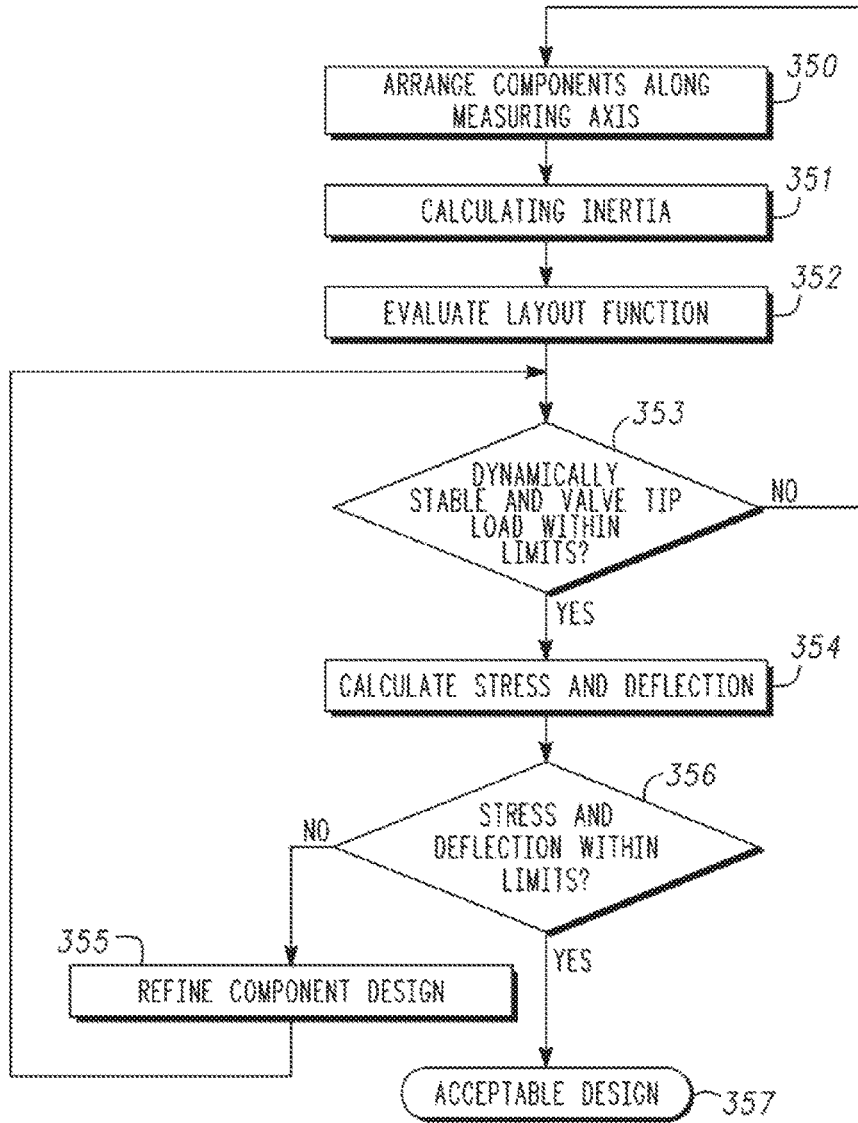 350
ARRANGE COMPONENTS ALONG
MEASURING AXIS
351
CALCULATING INERTIA
352
EVALUATE LAYOUT FUNCTION
353
DYNAMICALLY
STABLE AND VALVE TIP
LOAD WITHIN
LIMITS?
NO
YES
354
CALCULATE STRESS AND DEFLECTION
356
STRESS AND
DEFLECTION WITHIN
LIMITS?
NO
YES
355
REFINE COMPONENT DESIGN
ACCEPTABLE DESIGN
357